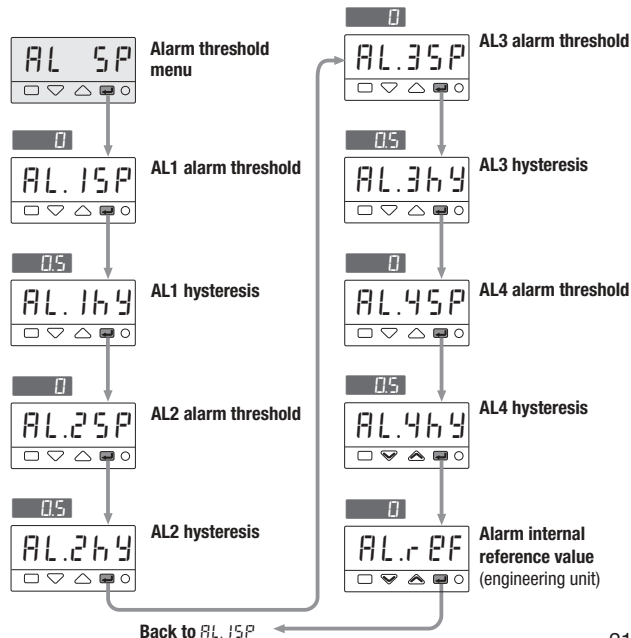 AL SP
Alarm threshold
menu
0
AL.1SP
AL1 alarm threshold
0.5
AL.1hY
AL1 hysteresis
0
AL.2SP
AL2 alarm threshold
0.5
AL.2hY
AL2 hysteresis
0
AL.3SP
AL3 alarm threshold
0.5
AL.3hY
AL3 hysteresis
0
AL.4SP
AL4 alarm threshold
0.5
AL.4hY
AL4 hysteresis
0
AL.rEF
Alarm internal
reference value
(engineering unit)
Back to AL.1SP